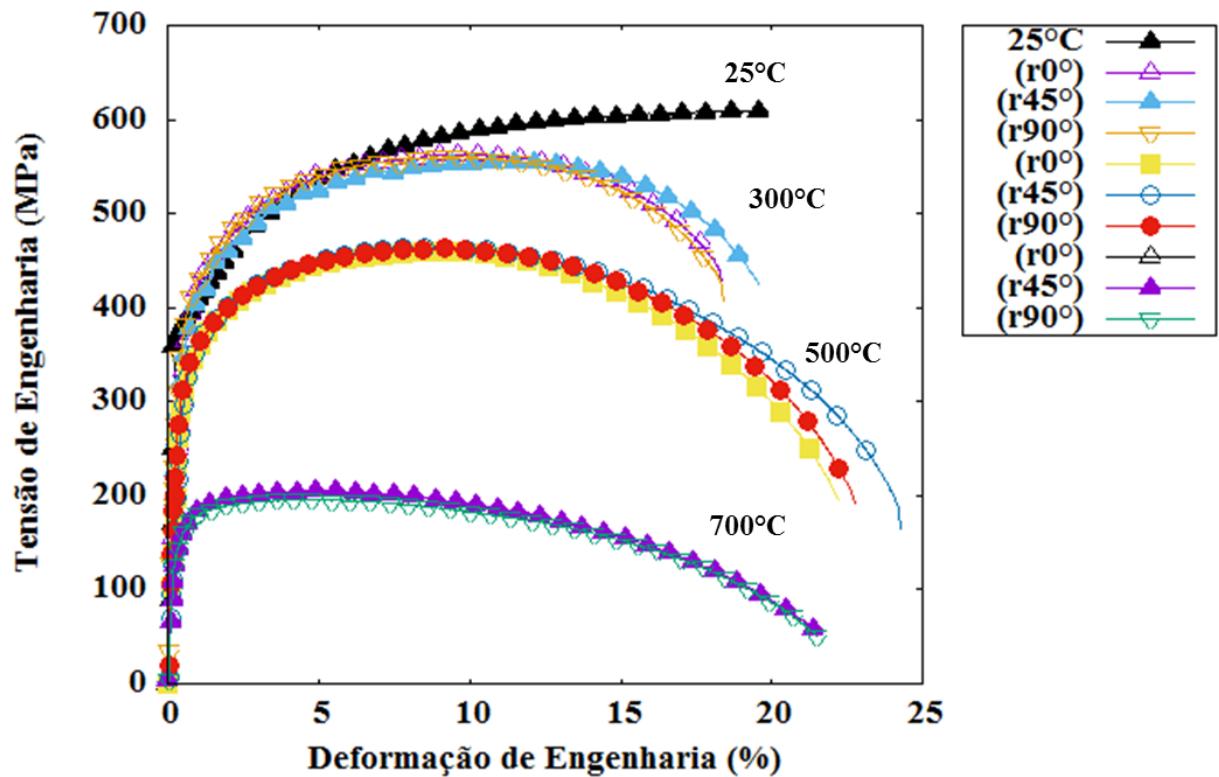 Tensão de Engenharia (MPa)
700
600
500
400
300
200
100
0
0
5
10
15
20
25
Deformação de Engenharia (%)
25°C
300°C
500°C
700°C
25°C
(r0°)
(r45°)
(r90°)
(r0°)
(r45°)
(r90°)
(r0°)
(r45°)
(r90°)